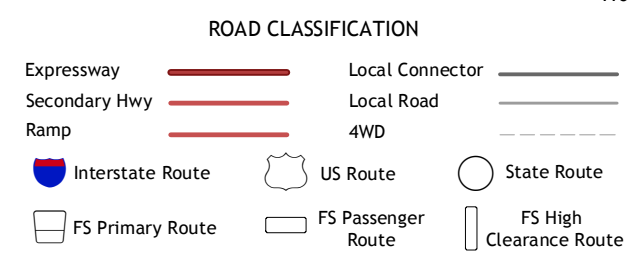 ROAD CLASSIFICATION
Expressway
Local Connector
Secondary Hwy
Local Road
Ramp
4WD
Interstate Route
US Route
State Route
FS Primary Route
FS Passenger
Route
FS High
Clearance Route